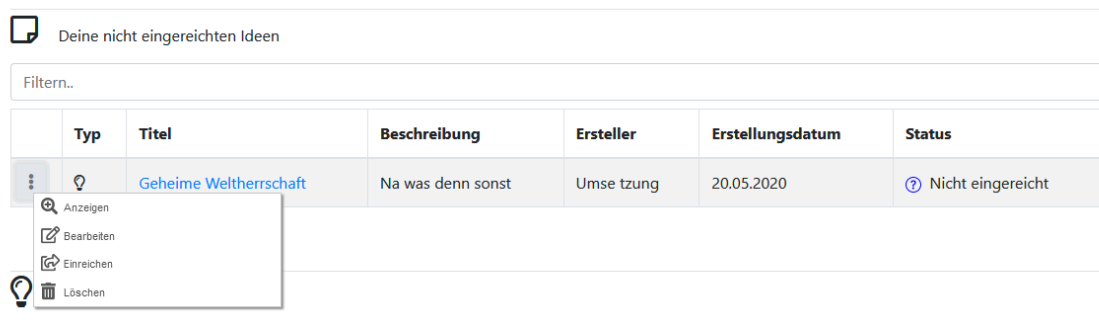 Deine nicht eingereichten Ideen
Filtern..
Typ Titel Beschreibung Ersteller Erstellungsdatum Status
Geheime Weltherrschaft Na was denn sonst Umse tzung 20.05.2020 Nicht eingereicht
Anzeigen
Bearbeiten
Einreichen
Löschen